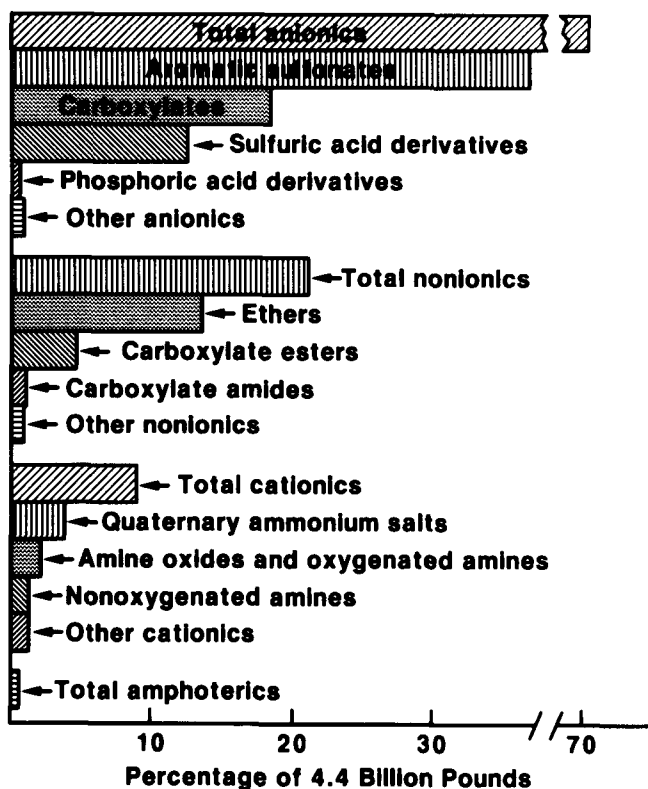 Total anionics
Aromatic sulfonates
Carboxylates
Sulfuric acid derivatives
Phosphoric acid derivatives
Other anionics
Total nonionics
Ethers
Carboxylate esters
Carboxylate amides
Other nonionics
Total cationics
Quaternary ammonium salts
Amine oxides and oxygenated amines
Nonoxygenated amines
Other cationics
Total amphoterics
10 20 30 70
Percentage of 4.4 Billion Pounds